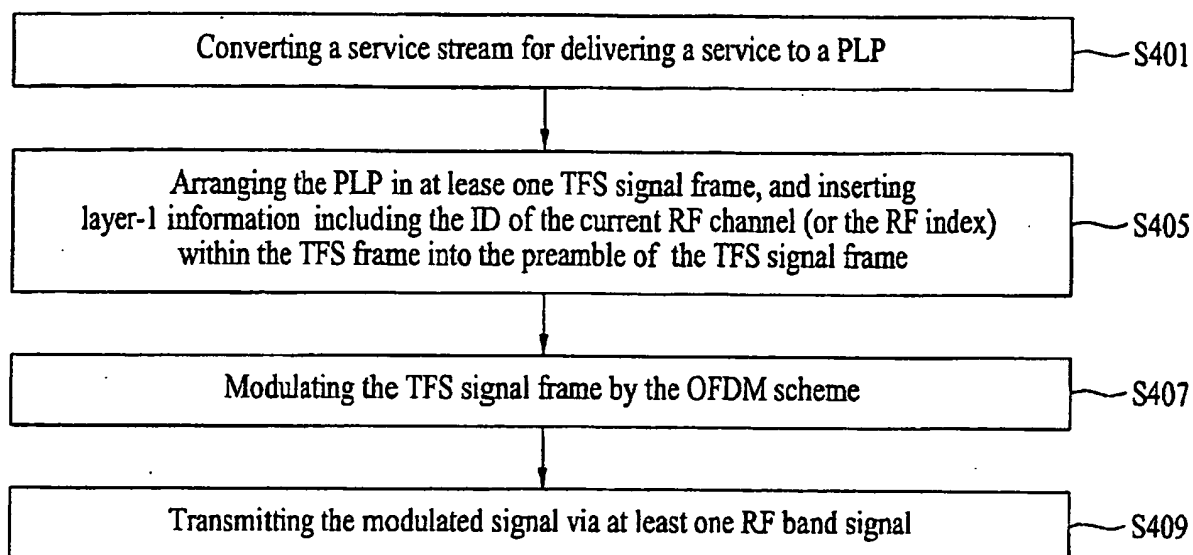 Converting a service stream for delivering a service to a PLP
S401
Arranging the PLP in at lease one TFS signal frame, and inserting
layer-1 information including the ID of the current RF channel (or the RF index)
within the TFS frame into the preamble of the TFS signal frame
S405
Modulating the TFS signal frame by the OFDM scheme
S407
Transmitting the modulated signal via at least one RF band signal
S409